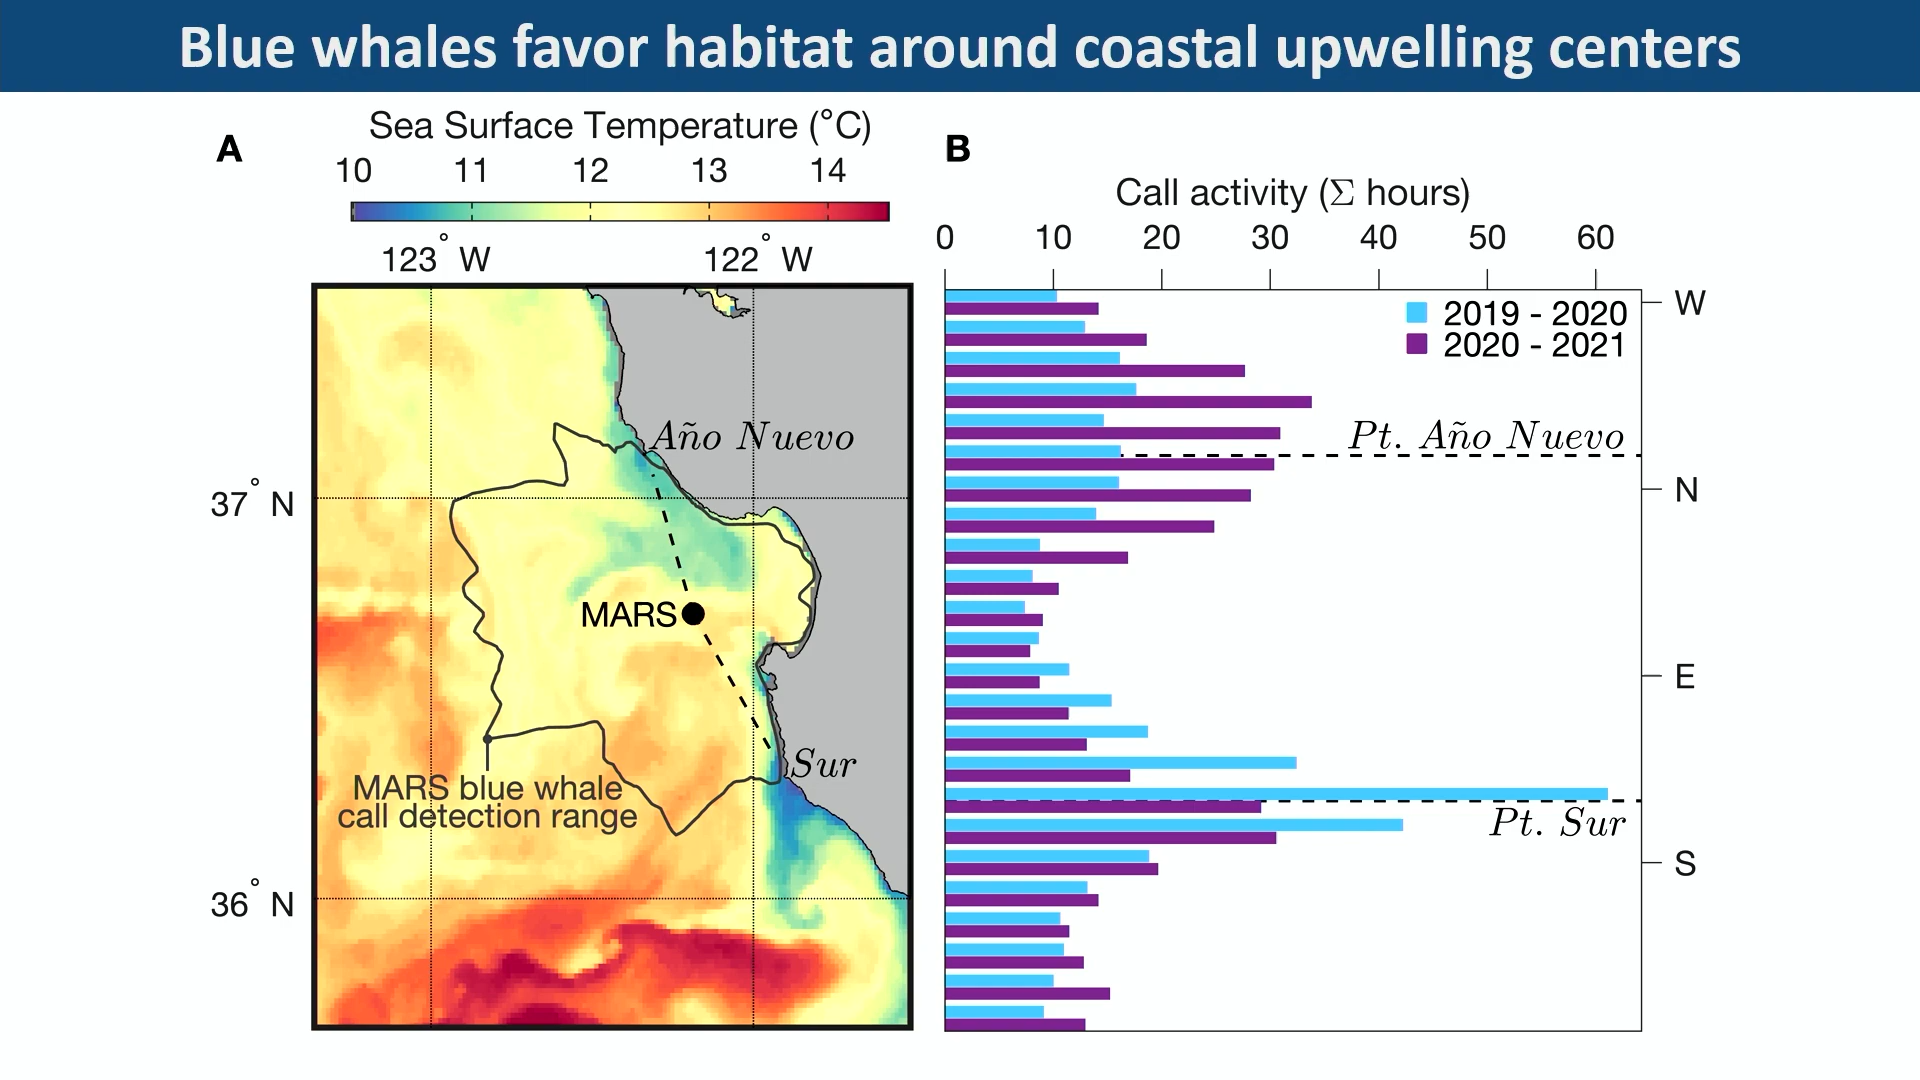 Blue whales favor habitat around coastal upwelling centers
A
Sea Surface Temperature (°C)
10 11 12 13 14
123° W 122° W
37° N
36° N
Año Nuevo
MARS
Sur
MARS blue whale
call detection range
B
Call activity (Σ hours)
0 10 20 30 40 50 60
2019 - 2020
2020 - 2021
Pt. Año Nuevo
Pt. Sur
W
N
E
S